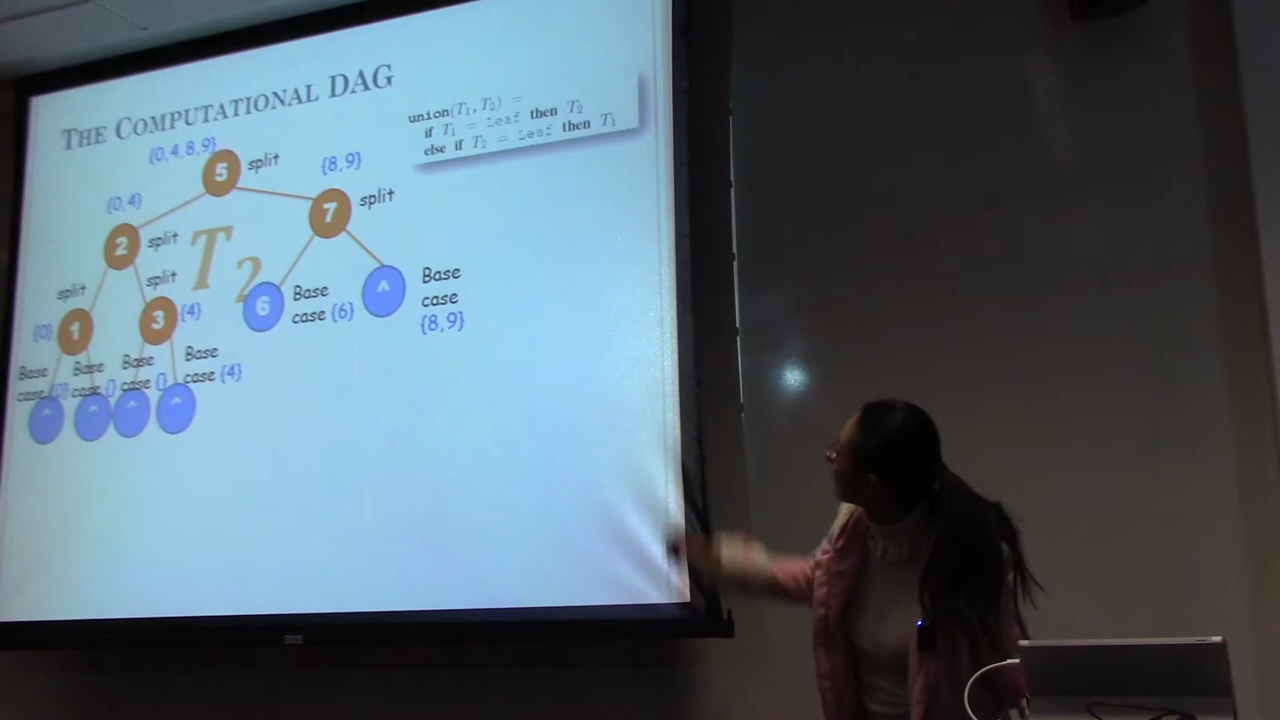 THE COMPUTATIONAL DAG
union(T₁, T₂) =
if T₁ = Leaf then T₂
else if T₂ = Leaf then T₁
{0,4,8,9}
5
split
{8,9}
{0,4}
7
split
2
split
T₂
split
split
{0}
1
3
{4}
6
Base
case {6}
^
Base
case
{8,9}
Base
case {0}
Base
case {}
Base
case {}
Base
case {4}
^
^
^
^